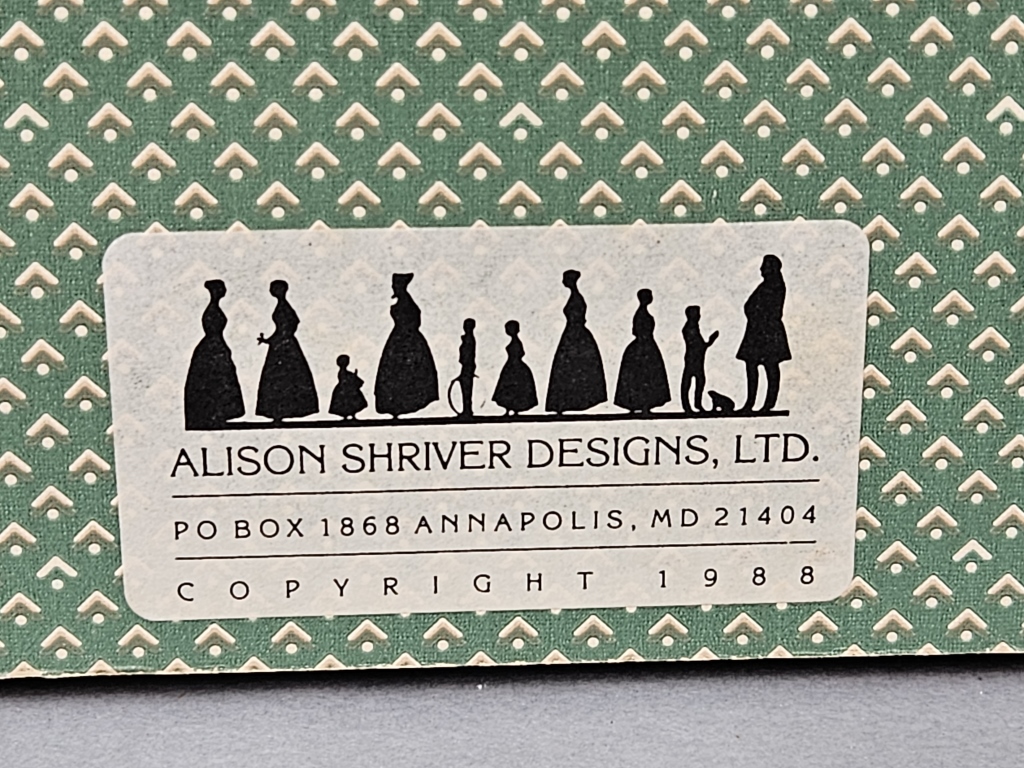 ALISON SHRIVER DESIGNS, LTD.
PO BOX 1868 ANNAPOLIS, MD 21404
COPYRIGHT 1988